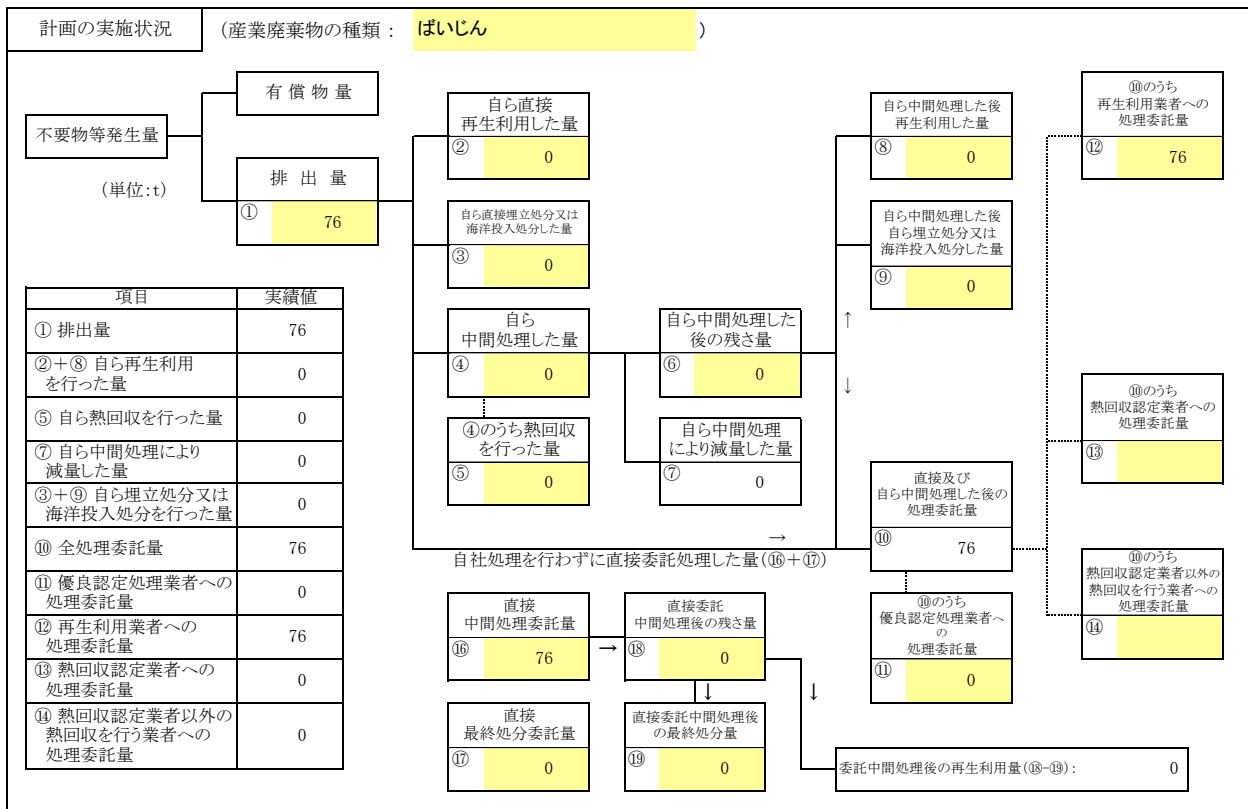 計画の実施状況
(産業廃棄物の種類： ばいじん )
有 償 物 量
不要物等発生量
(単位:t)
排 出 量
① 76
自ら直接
再生利用した量
② 0
自ら直接埋立処分又は
海洋投入処分した量
③ 0
自ら
中間処理した量
④ 0
④のうち熱回収
を行った量
⑤ 0
自ら中間処理した
後の残さ量
⑥ 0
自ら中間処理
により減量した量
⑦ 0
自ら中間処理した後
再生利用した量
⑧ 0
自ら中間処理した後
自ら埋立処分又は
海洋投入処分した量
⑨ 0
↑
↓
直接及び
自ら中間処理した後の
処理委託量
⑩ 76
⑩のうち
優良認定処理業者へ
の
処理委託量
⑪ 0
⑩のうち
再生利用業者への
処理委託量
⑫ 76
⑩のうち
熱回収認定業者への
処理委託量
⑬
⑩のうち
熱回収認定業者以外の
熱回収を行う業者への
処理委託量
⑭
→
自社処理を行わずに直接委託処理した量(⑯+⑰)
直接
中間処理委託量
⑯ 76
→
直接委託
中間処理後の残さ量
⑱ 0
↓
↓
直接
最終処分委託量
⑰ 0
直接委託中間処理後
の最終処分量
⑲ 0
委託中間処理後の再生利用量(⑱-⑲)： 0
項目 実績値
① 排出量 76
②+⑧ 自ら再生利用
を行った量 0
⑤ 自ら熱回収を行った量 0
⑦ 自ら中間処理により
減量した量 0
③+⑨ 自ら埋立処分又は
海洋投入処分を行った量 0
⑩ 全処理委託量 76
⑪ 優良認定処理業者への
処理委託量 0
⑫ 再生利用業者への
処理委託量 76
⑬ 熱回収認定業者への
処理委託量 0
⑭ 熱回収認定業者以外の
熱回収を行う業者への
処理委託量 0